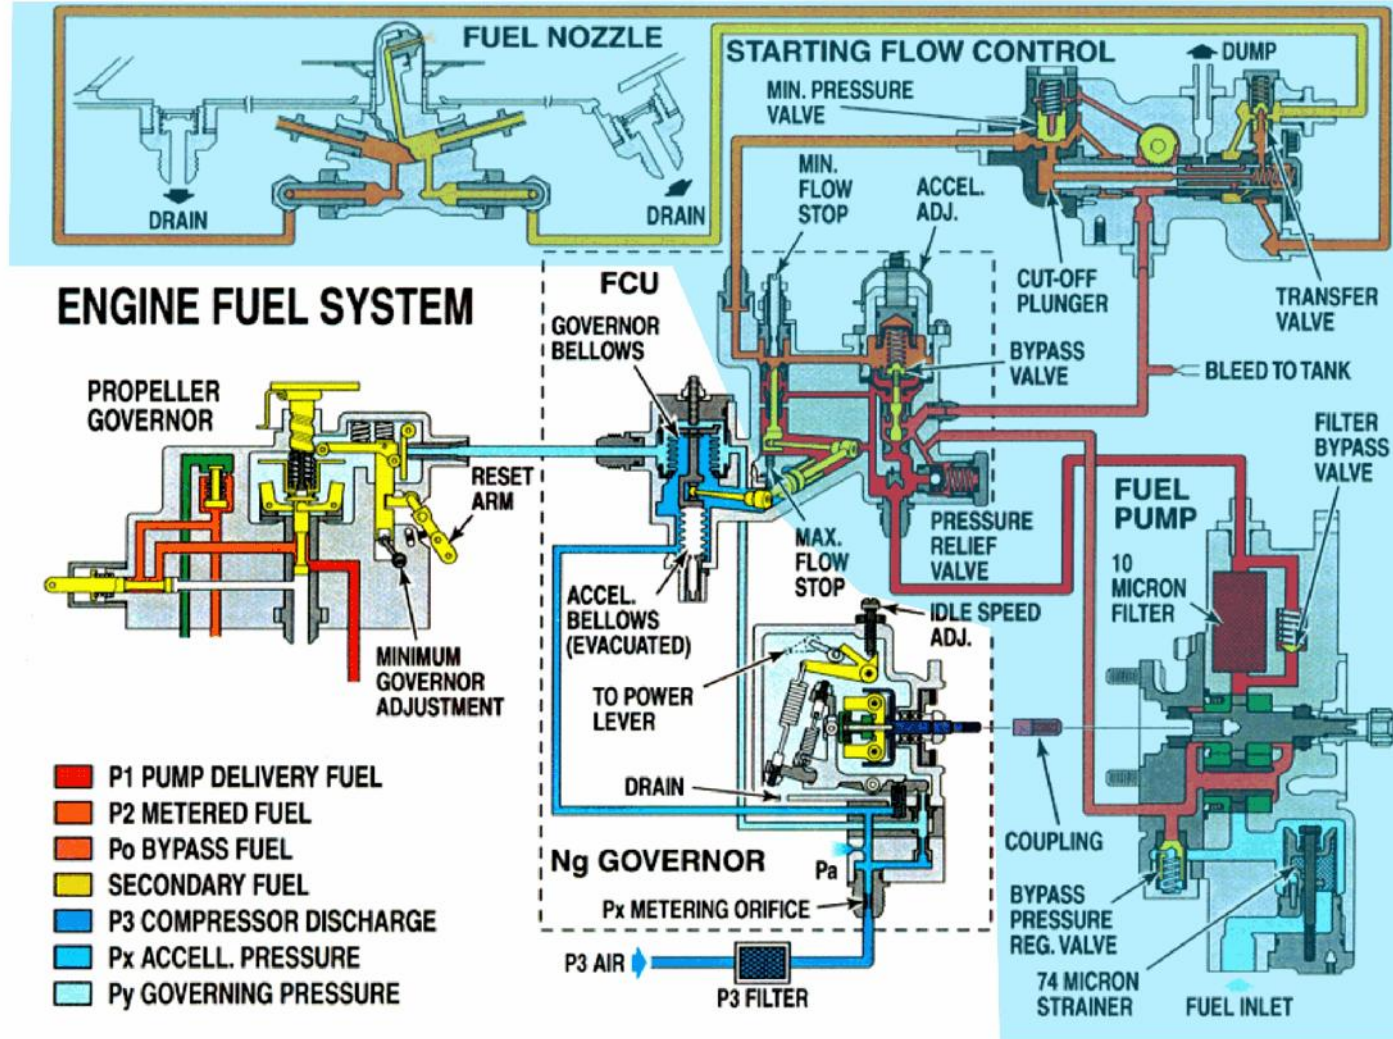 FUEL NOZZLE
STARTING FLOW CONTROL
DUMP
MIN. PRESSURE
VALVE
MIN.
FLOW
STOP
ACCEL.
ADJ.
DRAIN
DRAIN
CUT-OFF
PLUNGER
TRANSFER
VALVE
ENGINE FUEL SYSTEM
FCU
GOVERNOR
BELLOWS
BYPASS
VALVE
BLEED TO TANK
PROPELLER
GOVERNOR
FILTER
BYPASS
VALVE
RESET
ARM
FUEL
PUMP
PRESSURE
RELIEF
VALVE
MAX.
FLOW
STOP
10
MICRON
FILTER
ACCEL.
BELLOWS
(EVACUATED)
IDLE SPEED
ADJ.
MINIMUM
GOVERNOR
ADJUSTMENT
TO POWER
LEVER
DRAIN
COUPLING
P1 PUMP DELIVERY FUEL
P2 METERED FUEL
Po BYPASS FUEL
SECONDARY FUEL
P3 COMPRESSOR DISCHARGE
Px ACCELL. PRESSURE
Py GOVERNING PRESSURE
Ng GOVERNOR
Pa
Px METERING ORIFICE
P3 AIR
P3 FILTER
BYPASS
PRESSURE
REG. VALVE
74 MICRON
STRAINER
FUEL INLET